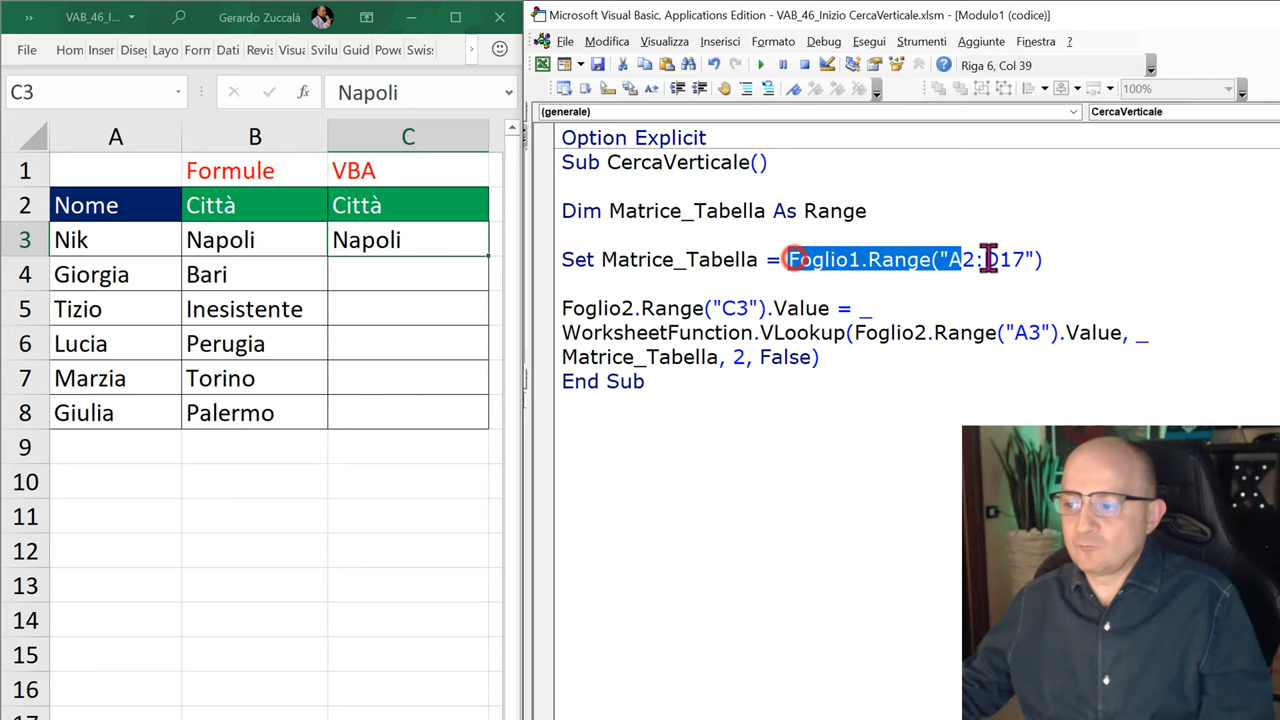 VAB_46_I...
Gerardo Zuccalà
File Hom Inser Diseg Layo Forn Dati Revis Visua Svilu Guid Powe Swis:
C3 fx Napoli
A B C
1 Formule VBA
2 Nome Città Città
3 Nik Napoli Napoli
4 Giorgia Bari
5 Tizio Inesistente
6 Lucia Perugia
7 Marzia Torino
8 Giulia Palermo
9
10
11
12
13
14
15
16
Microsoft Visual Basic, Applications Edition - VAB_46_Inizio CercaVerticale.xlsm - [Modulo1 (codice)]
File Modifica Visualizza Inserisci Formato Debug Esegui Strumenti Aggiunte Finestra ?
Riga 6, Col 39
100%
(generale) CercaVerticale
Option Explicit
Sub CercaVerticale()
Dim Matrice_Tabella As Range
Set Matrice_Tabella = Foglio1.Range("A2:D17")
Foglio2.Range("C3").Value = _
WorksheetFunction.VLookup(Foglio2.Range("A3").Value, _
Matrice_Tabella, 2, False)
End Sub